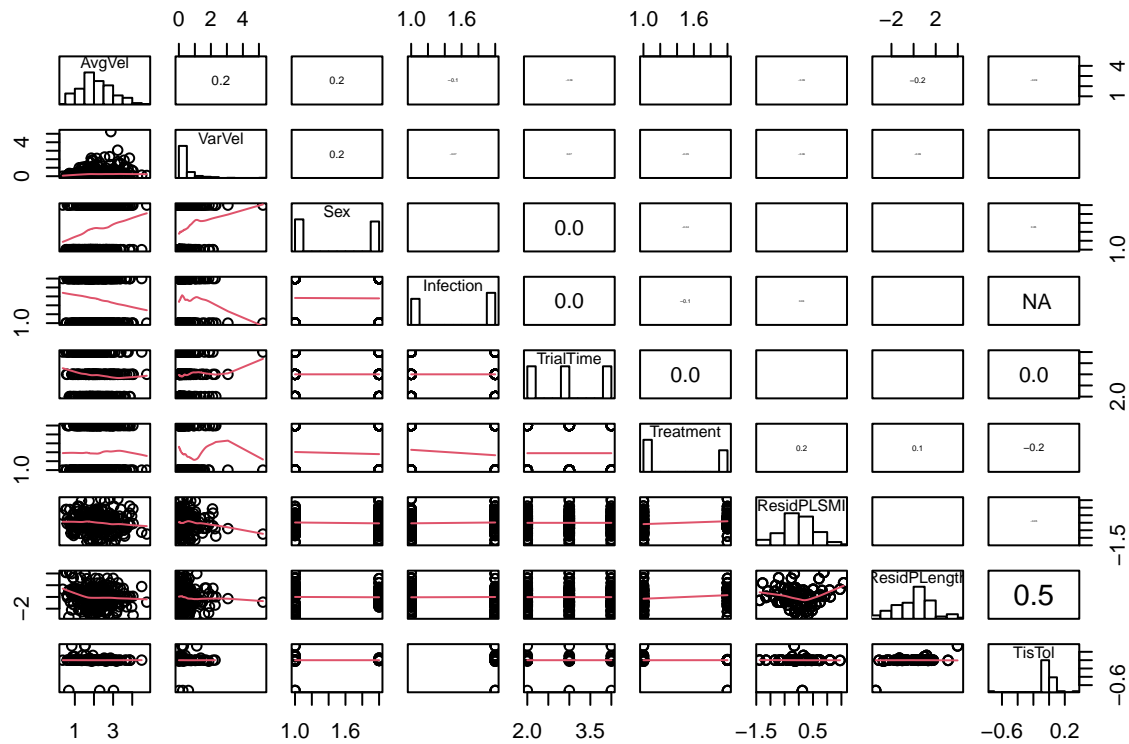 0 2 4 1.0 1.6 1.0 1.6 −2 2
AvgVel 0.2 0.2 −0.1 −0.2 1 4
0 4 VarVel 0.2
Sex 0.0 1.0
1.0 Infection 0.0 −0.1 NA
TrialTime 0.0 0.0 2.0
1.0 Treatment 0.2 0.1 −0.2
ResidPLSMI −1.5
−2 ResidPLength 0.5
TisTol −0.6
1 3 1.0 1.6 2.0 3.5 −1.5 0.5 −0.6 0.2